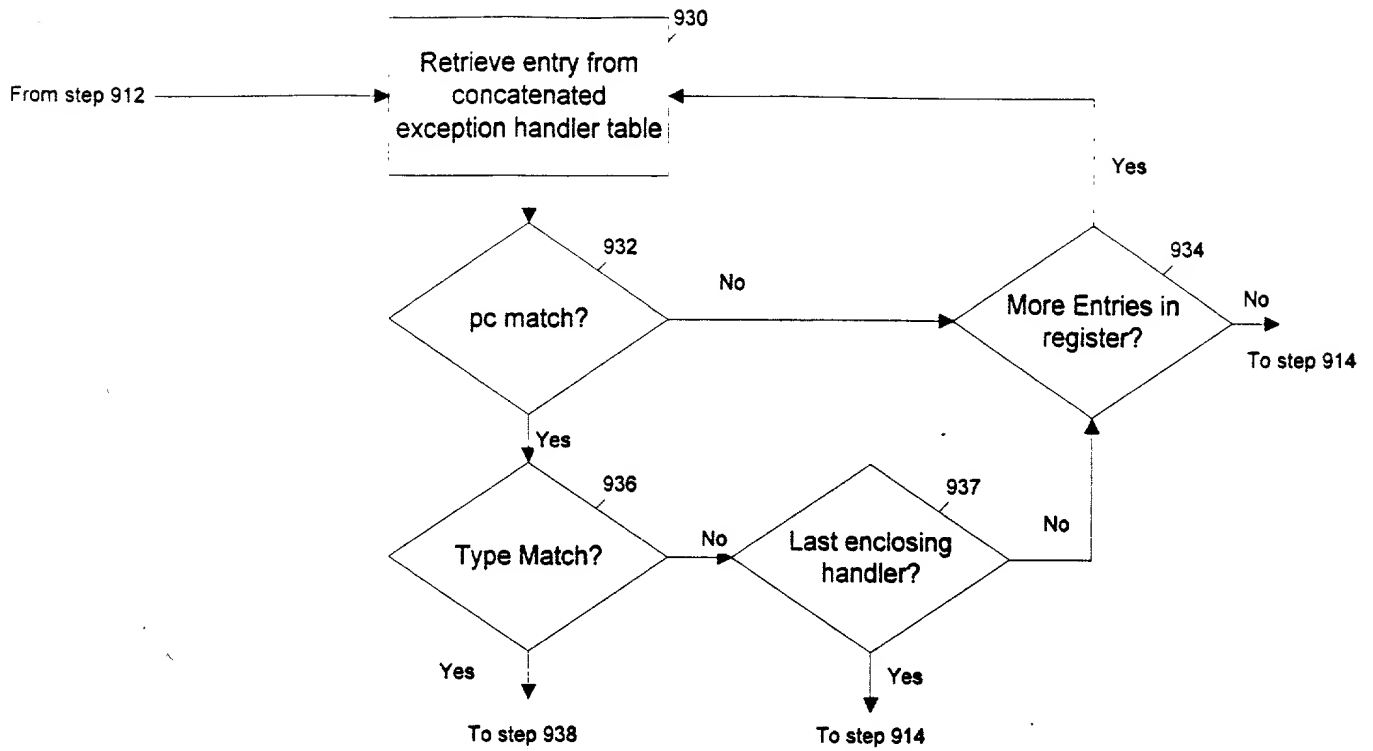 930
Retrieve entry from
concatenated
exception handler table
From step 912
Yes
932
No
pc match?
934
More Entries in
register?
No
To step 914
Yes
936
Type Match?
No
937
Last enclosing
handler?
No
Yes
To step 938
Yes
To step 914